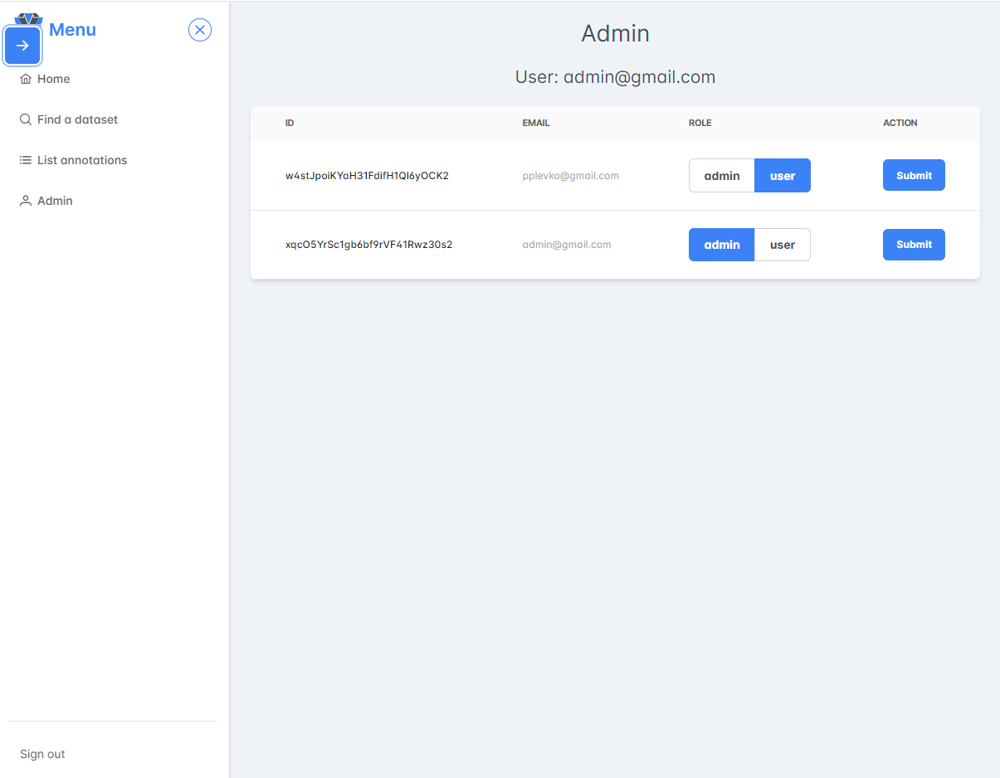 Menu
Home
Find a dataset
List annotations
Admin
Sign out
Admin
User: admin@gmail.com
ID EMAIL ROLE ACTION
w4stJpoiKYaH31FdifH1QI6yOCK2 pplevko@gmail.com admin user Submit
xqcO5YrSc1gb6bf9rVF41Rwz30s2 admin@gmail.com admin user Submit